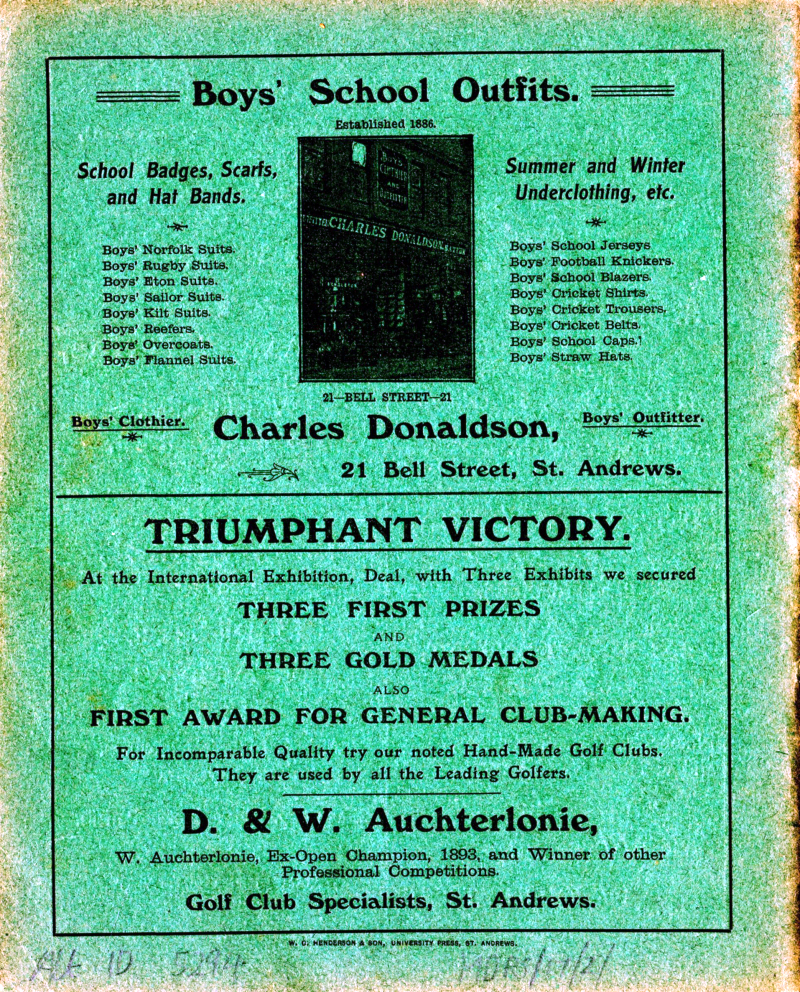 Boys' School Outfits.
Established 1886.
School Badges, Scarfs,
and Hat Bands.
Boys' Norfolk Suits.
Boys' Rugby Suits.
Boys' Eton Suits.
Boys' Sailor Suits.
Boys' Kilt Suits.
Boys' Reefers.
Boys' Overcoats.
Boys' Flannel Suits.
CHARLES DONALDSON
Summer and Winter
Underclothing, etc.
Boys' School Jerseys
Boys' Football Knickers.
Boys' School Blazers.
Boys' Cricket Shirts.
Boys' Cricket Trousers.
Boys' Cricket Belts.
Boys' School Caps.
Boys' Straw Hats.
21—BELL STREET—21
Boys' Clothier.
Charles Donaldson,
Boys' Outfitter.
21 Bell Street, St. Andrews.
TRIUMPHANT VICTORY.
At the International Exhibition, Deal, with Three Exhibits we secured
THREE FIRST PRIZES
AND
THREE GOLD MEDALS
ALSO
FIRST AWARD FOR GENERAL CLUB-MAKING.
For Incomparable Quality try our noted Hand-Made Golf Clubs.
They are used by all the Leading Golfers.
D. & W. Auchterlonie,
W. Auchterlonie, Ex-Open Champion, 1893, and Winner of other
Professional Competitions.
Golf Club Specialists, St. Andrews.
W. C. HENDERSON & SON, UNIVERSITY PRESS, ST. ANDREWS.